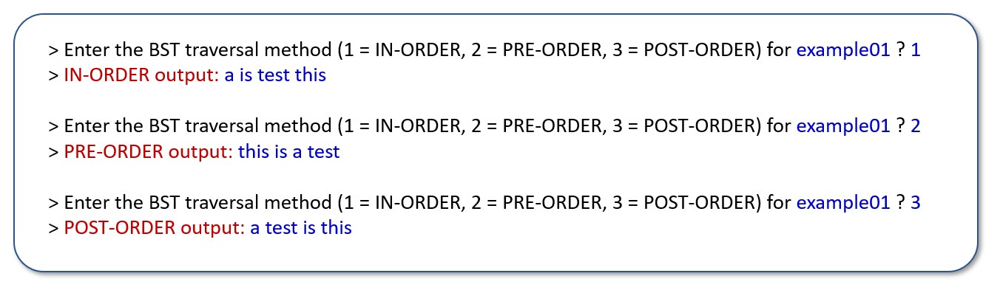 > Enter the BST traversal method (1 = IN-ORDER, 2 = PRE-ORDER, 3 = POST-ORDER) for example01 ? 1
> IN-ORDER output: a is test this
> Enter the BST traversal method (1 = IN-ORDER, 2 = PRE-ORDER, 3 = POST-ORDER) for example01 ? 2
> PRE-ORDER output: this is a test
> Enter the BST traversal method (1 = IN-ORDER, 2 = PRE-ORDER, 3 = POST-ORDER) for example01 ? 3
> POST-ORDER output: a test is this